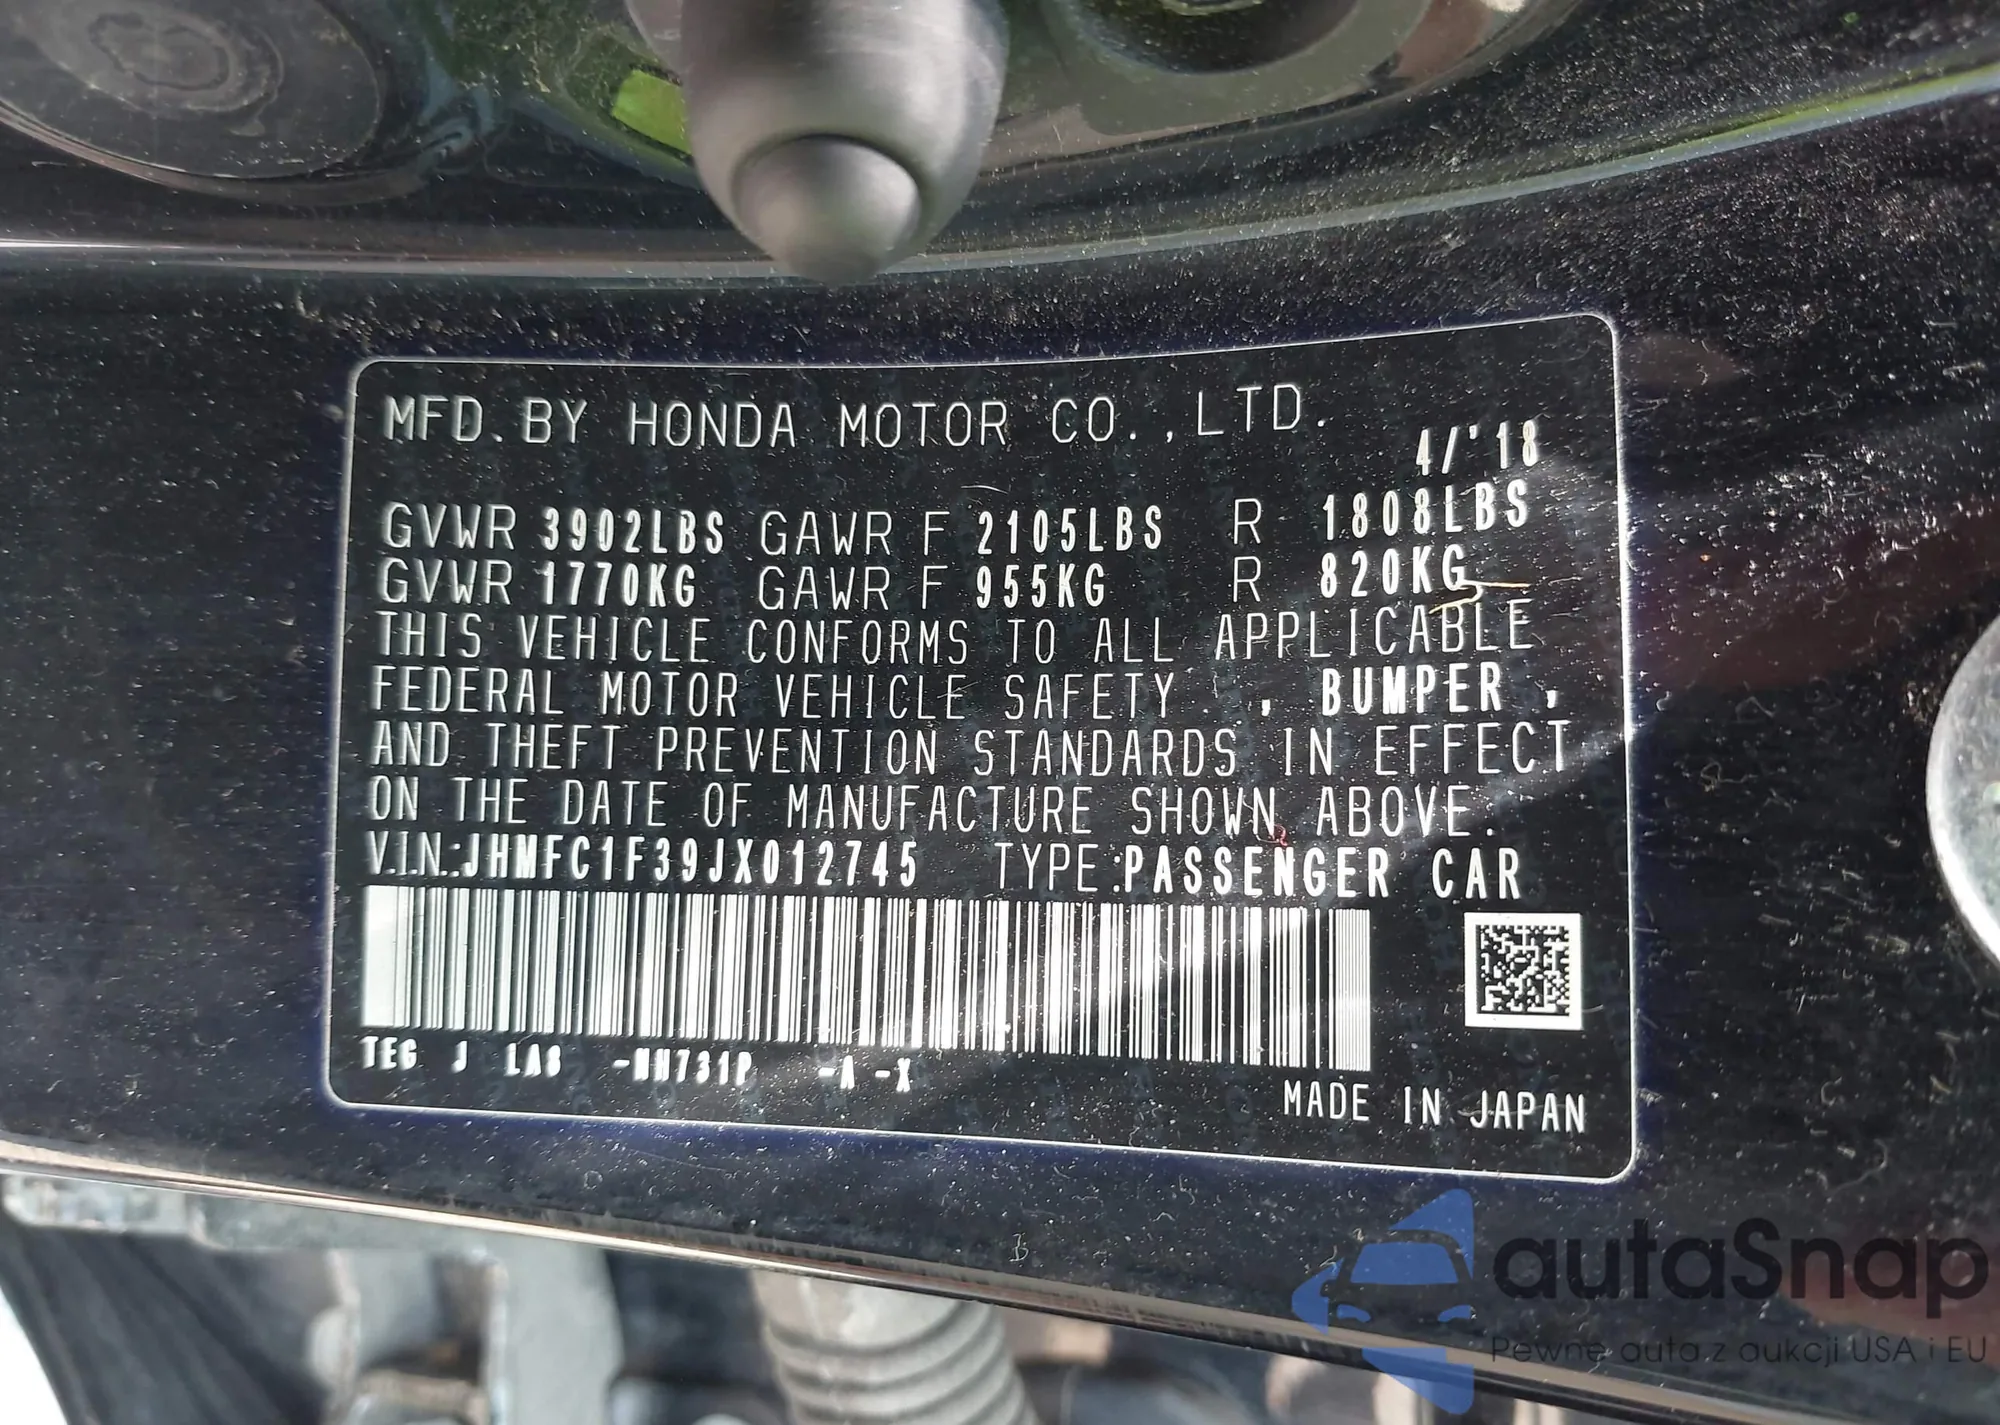 MFD. BY HONDA MOTOR CO.,LTD.
4/'18
GVWR 3902LBS GAWR F 2105LBS R 1808LBS
GVWR 1770KG GAWR F 955KG R 820KG
THIS VEHICLE CONFORMS TO ALL APPLICABLE
FEDERAL MOTOR VEHICLE SAFETY , BUMPER ,
AND THEFT PREVENTION STANDARDS IN EFFECT
ON THE DATE OF MANUFACTURE SHOWN ABOVE.
V.I.N.:JHMFC1F39JX012745 TYPE:PASSENGER CAR
TEG J LA8 -NH731P -A -X
MADE IN JAPAN
autaSnap
Pewne auta z aukcji USA i EU